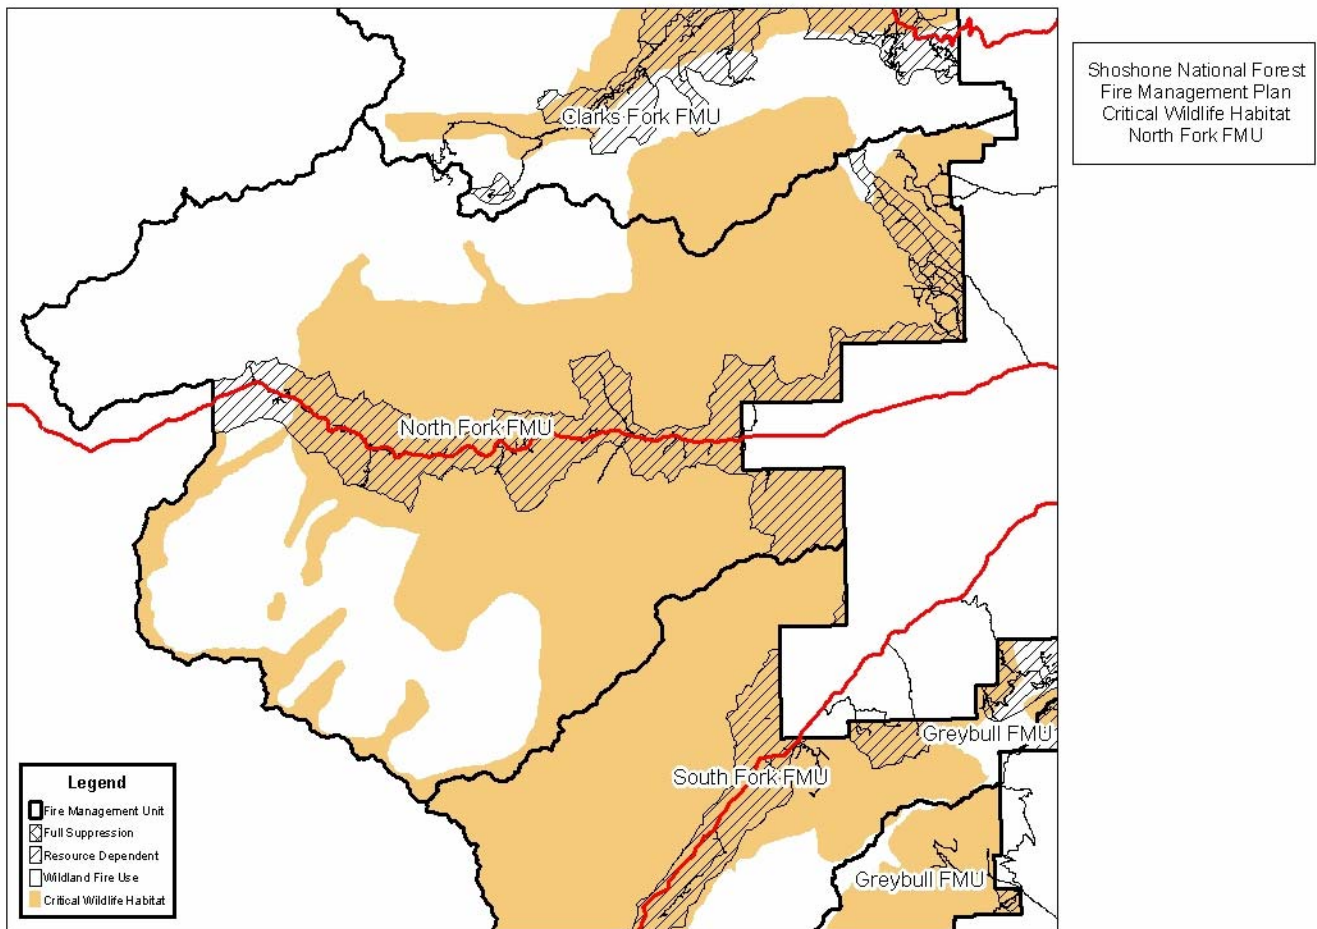 Shoshone National Forest
Fire Management Plan
Critical Wildlife Habitat
North Fork FMU
Clarks Fork FMU
North Fork FMU
Greybull FMU
South Fork FMU
Greybull FMU
Legend
Fire Management Unit
Full Suppression
Resource Dependent
Wildland Fire Use
Critical Wildlife Habitat